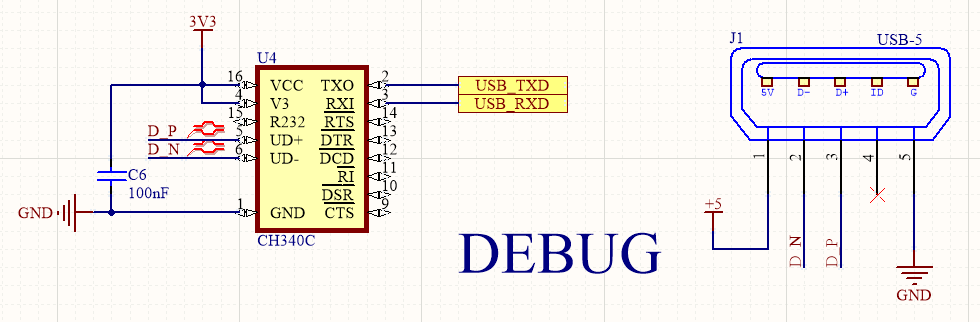 3V3
U4
16 VCC TXO 2 USB_TXD
4 V3 RXI 3 USB_RXD
15 R232 RTS 14
D_P 5 UD+ DTR 13
D_N 6 UD- DCD 12
RI 11
DSR 10
GND 1 GND CTS 9
CH340C
C6
100nF
DEBUG
J1 USB-5
5V D- D+ ID G
1 2 3 4 5
+5
D_N D_P
GND